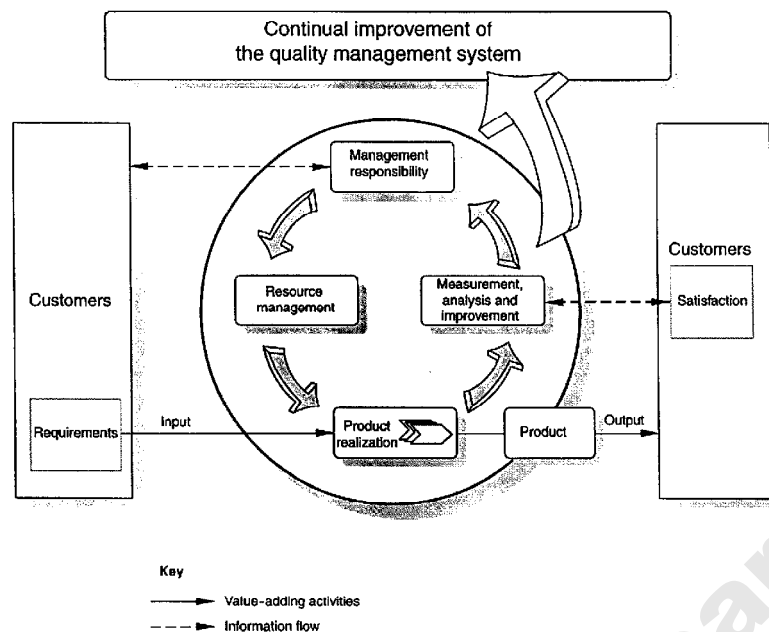 Continual improvement of
the quality management system
Management
responsibility
Customers
Customers
Resource
management
Measurement,
analysis and
improvement
Satisfaction
Requirements
Input
Product
realization
Product
Output
Key
Value-adding activities
Information flow